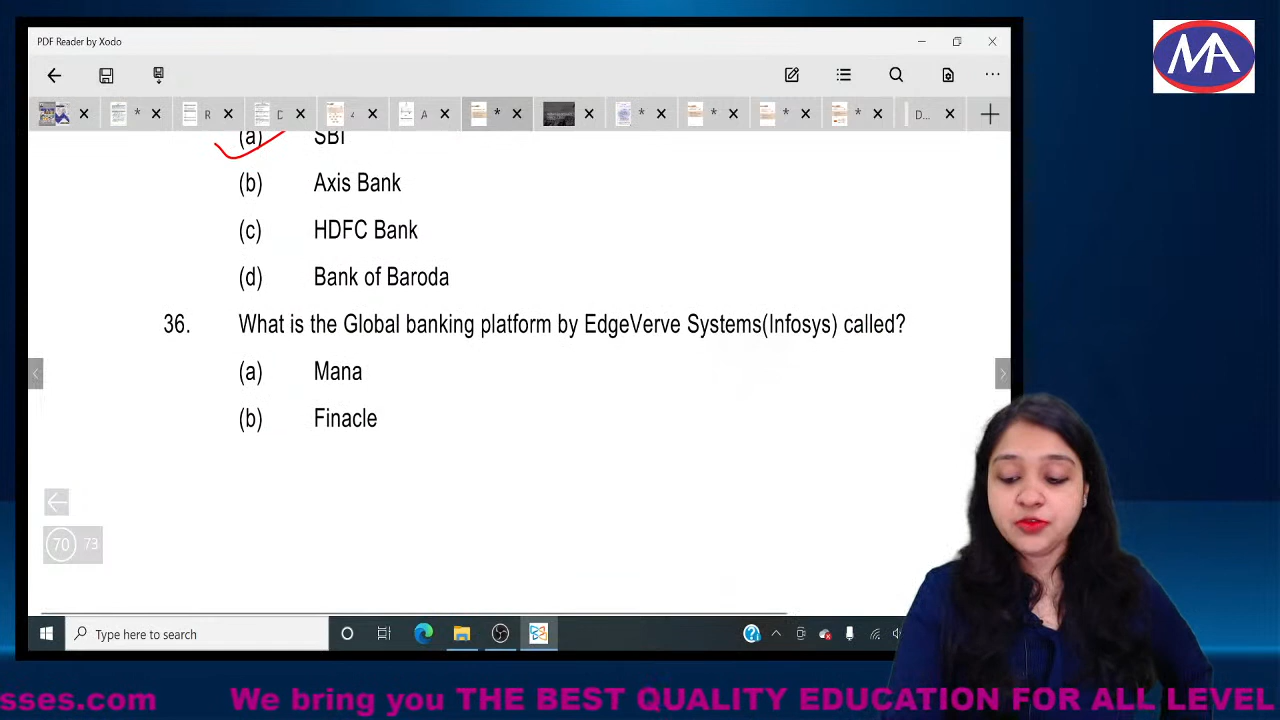 PDF Reader by Xodo
MA
R
A
D...
(a) SBI
(b) Axis Bank
(c) HDFC Bank
(d) Bank of Baroda
36. What is the Global banking platform by EdgeVerve Systems(Infosys) called?
(a) Mana
(b) Finacle
70 73
Type here to search
sses.com We bring you THE BEST QUALITY EDUCATION FOR ALL LEVEL